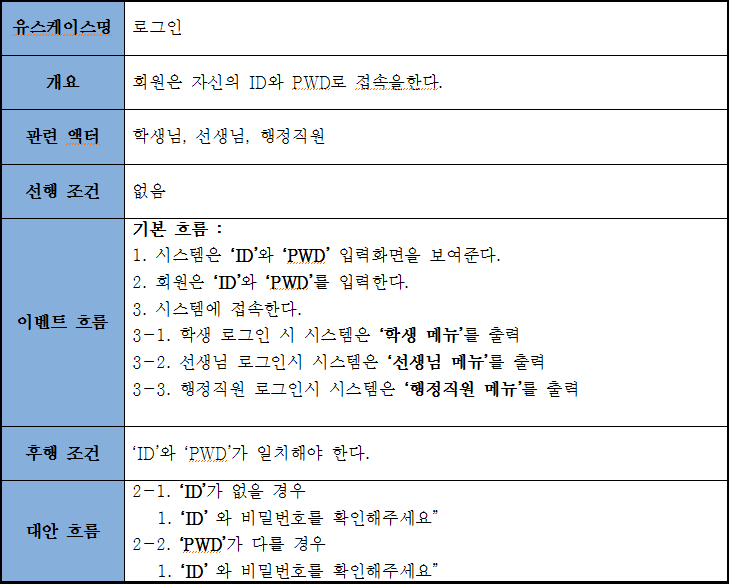 유스케이스명 로그인
개요 회원은 자신의 ID와 PWD로 접속을한다.
관련 액터 학생님, 선생님, 행정직원
선행 조건 없음
이벤트 흐름
기본 흐름 :
1. 시스템은 ‘ID’와 ‘PWD’ 입력화면을 보여준다.
2. 회원은 ‘ID’와 ‘PWD’를 입력한다.
3. 시스템에 접속한다.
3-1. 학생 로그인 시 시스템은 ‘학생 메뉴’를 출력
3-2. 선생님 로그인시 시스템은 ‘선생님 메뉴’를 출력
3-3. 행정직원 로그인시 시스템은 ‘행정직원 메뉴’를 출력
후행 조건 ‘ID’와 ‘PWD’가 일치해야 한다.
대안 흐름
2-1. ‘ID’가 없을 경우
1. ‘ID’ 와 비밀번호를 확인해주세요”
2-2. ‘PWD’가 다를 경우
1. ‘ID’ 와 비밀번호를 확인해주세요”